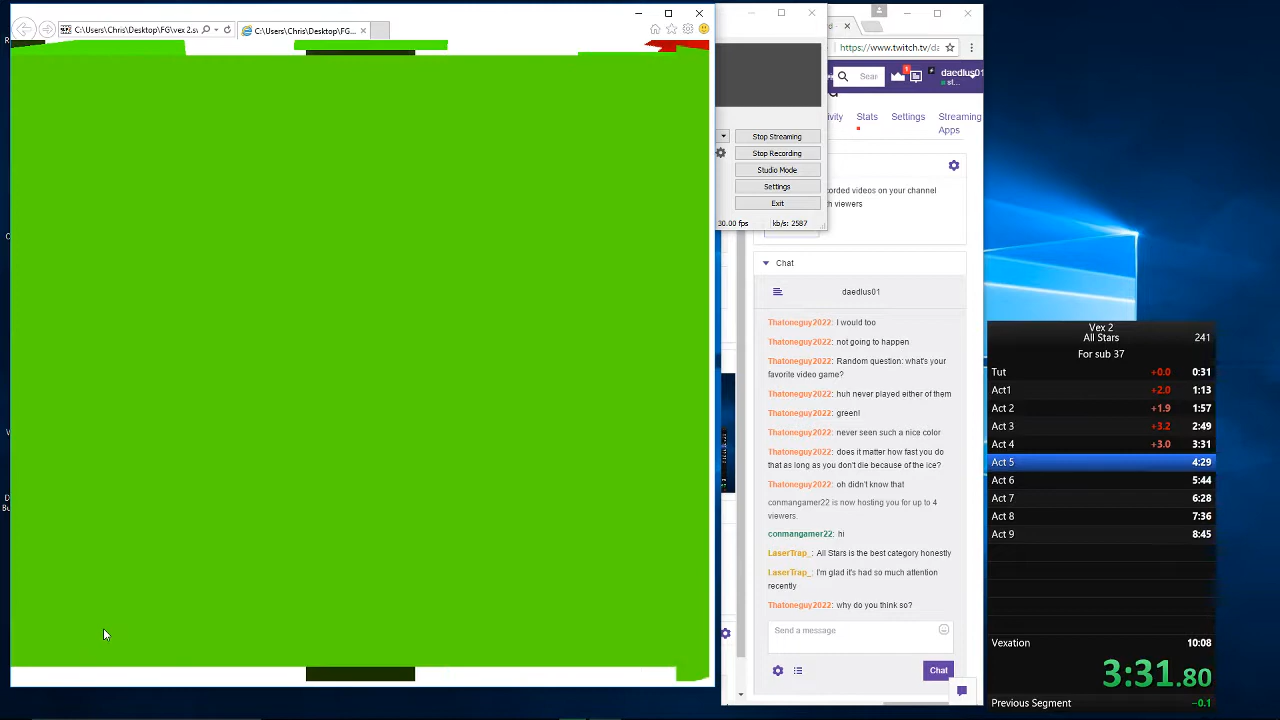 C:\Users\Chris\Desktop\FG\vex 2.sv
C:\Users\Chris\Desktop\FG...
https://www.twitch.tv/da
Sear
daedlus01
st...
ivity
Stats
Settings
Streaming
Apps
Stop Streaming
Stop Recording
Studio Mode
Settings
Exit
30.00 fps
kb/s: 2587
orded videos on your channel
h viewers
Chat
daedlus01
Thatoneguy2022: I would too
Thatoneguy2022: not going to happen
Thatoneguy2022: Random question: what's your
favorite video game?
Thatoneguy2022: huh never played either of them
Thatoneguy2022: green!
Thatoneguy2022: never seen such a nice color
Thatoneguy2022: does it matter how fast you do
that as long as you don't die because of the ice?
Thatoneguy2022: oh didn't know that
conmangamer22 is now hosting you for up to 4
viewers.
conmangamer22: hi
LaserTrap_: All Stars is the best category honestly
LaserTrap_: I'm glad it's had so much attention
recently
Thatoneguy2022: why do you think so?
Send a message
Chat
Vex 2
All Stars 241
For sub 37
Tut +0.0 0:31
Act1 +2.0 1:13
Act 2 +1.9 1:57
Act 3 +3.2 2:49
Act 4 +3.0 3:31
Act 5 4:29
Act 6 5:44
Act 7 6:28
Act 8 7:36
Act 9 8:45
Vexation 10:08
3:31.80
Previous Segment −0.1